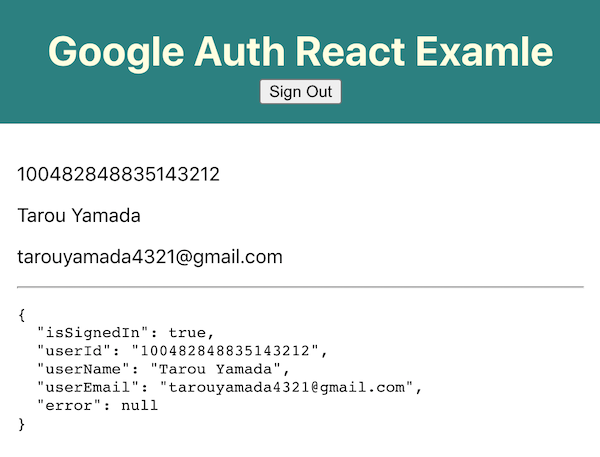 Google Auth React Examle
Sign Out
100482848835143212
Tarou Yamada
tarouyamada4321@gmail.com
{
  "isSignedIn": true,
  "userId": "100482848835143212",
  "userName": "Tarou Yamada",
  "userEmail": "tarouyamada4321@gmail.com",
  "error": null
}